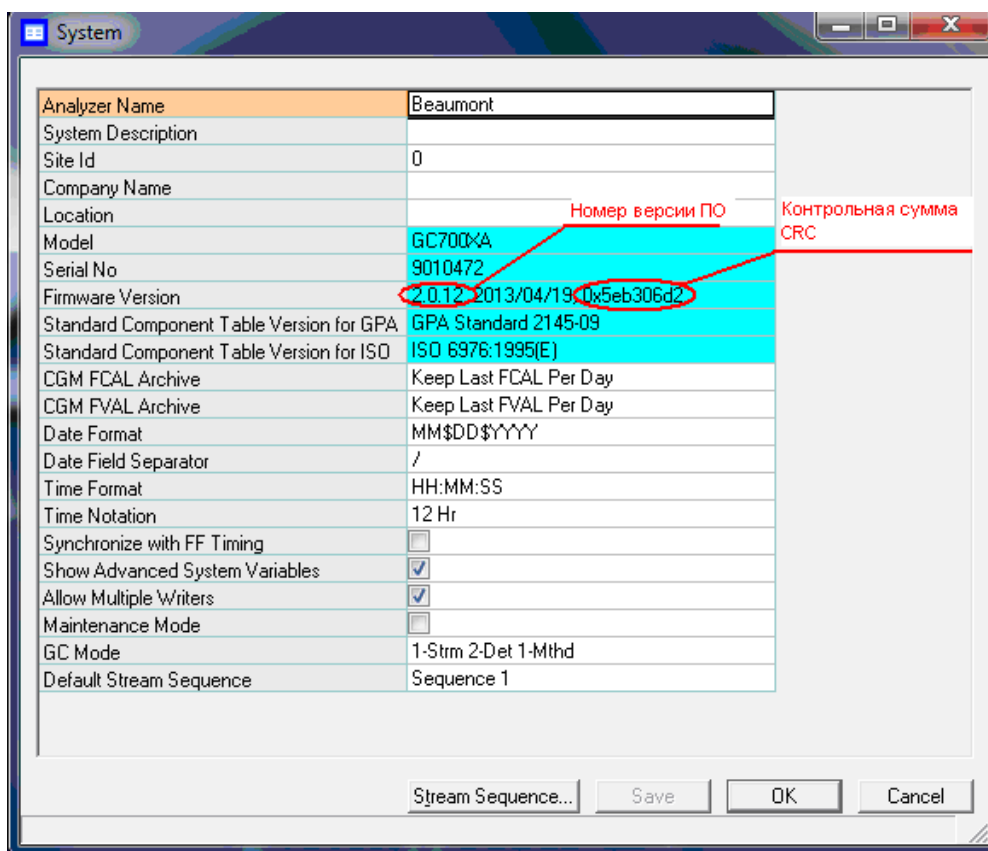 System
Analyzer Name Beaumont
System Description
Site Id 0
Company Name
Location
Номер версии ПО
Контрольная сумма
CRC
Model GC700XA
Serial No 9010472
Firmware Version 2.0.12, 2013/04/19, 0x5eb306d2
Standard Component Table Version for GPA GPA Standard 2145-09
Standard Component Table Version for ISO ISO 6976:1995(E)
CGM FCAL Archive Keep Last FCAL Per Day
CGM FVAL Archive Keep Last FVAL Per Day
Date Format MM$DD$YYYY
Date Field Separator /
Time Format HH:MM:SS
Time Notation 12 Hr
Synchronize with FF Timing
Show Advanced System Variables
Allow Multiple Writers
Maintenance Mode
GC Mode 1-Strm 2-Det 1-Mthd
Default Stream Sequence Sequence 1
Stream Sequence... Save OK Cancel